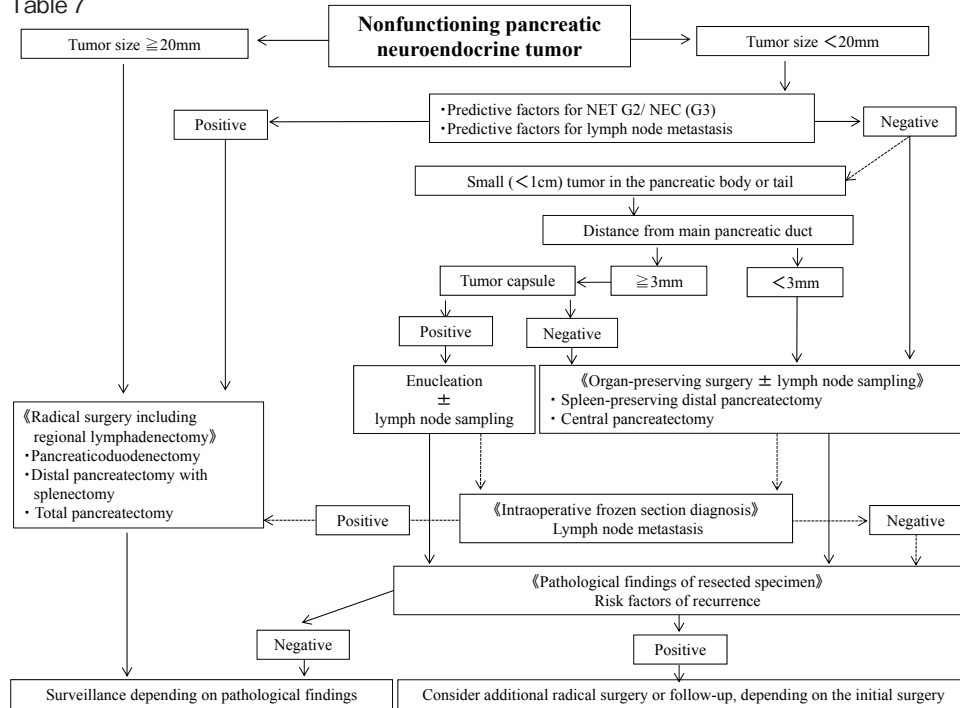 Table 7
Nonfunctioning pancreatic
neuroendocrine tumor
Tumor size ≧20mm
Tumor size <20mm
・Predictive factors for NET G2/ NEC (G3)
・Predictive factors for lymph node metastasis
Positive
Negative
Small (<1cm) tumor in the pancreatic body or tail
Distance from main pancreatic duct
Tumor capsule
≧3mm
<3mm
Positive
Negative
Enucleation
±
lymph node sampling
《Organ-preserving surgery ± lymph node sampling》
・ Spleen-preserving distal pancreatectomy
・ Central pancreatectomy
《Radical surgery including
regional lymphadenectomy》
・Pancreaticoduodenectomy
・Distal pancreatectomy with
splenectomy
・ Total pancreatectomy
Positive
《Intraoperative frozen section diagnosis》
Lymph node metastasis
Negative
《Pathological findings of resected specimen》
Risk factors of recurrence
Negative
Positive
Surveillance depending on pathological findings
Consider additional radical surgery or follow-up, depending on the initial surgery